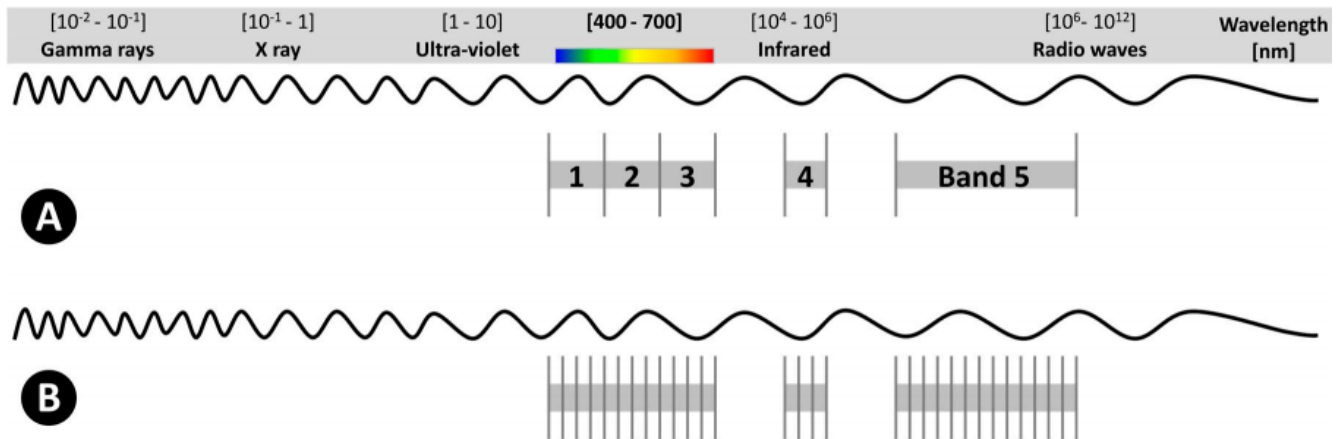 [10⁻² - 10⁻¹] [10⁻¹ - 1] [1 - 10] [400 - 700] [10⁴ - 10⁶] [10⁶- 10¹²] Wavelength
Gamma rays X ray Ultra-violet Infrared Radio waves [nm]
1 2 3 4 Band 5
A
B